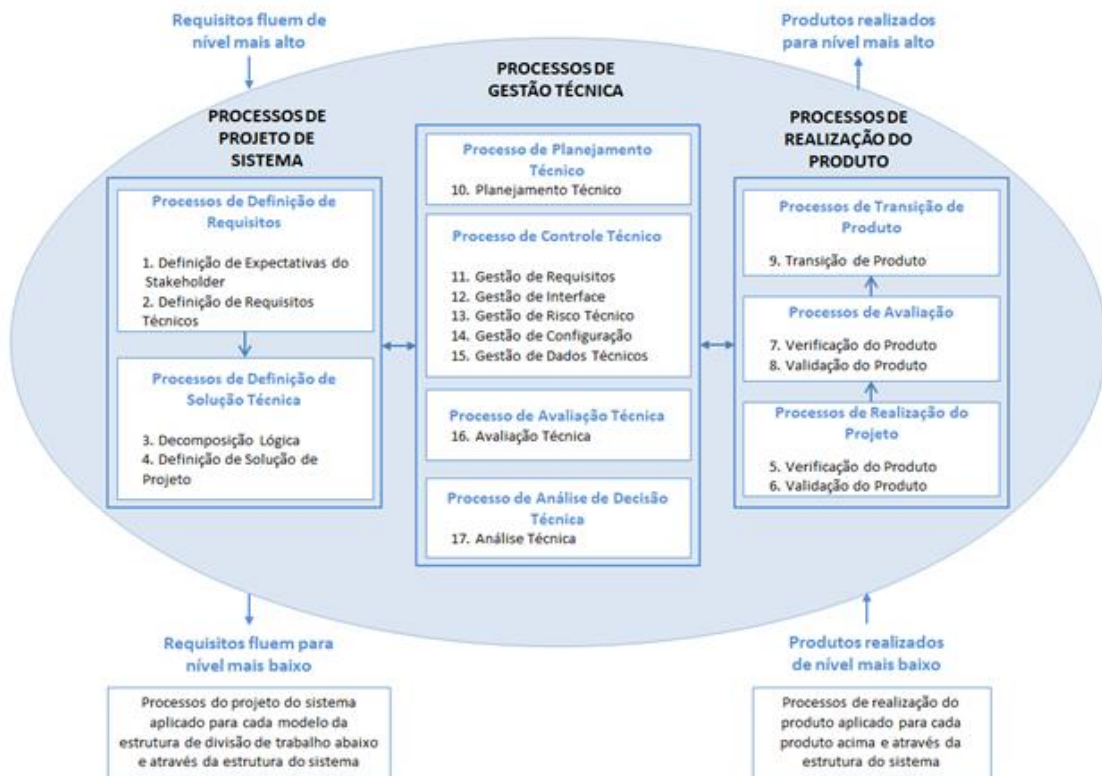 Requisitos fluem de
nível mais alto
Produtos realizados
para nível mais alto
PROCESSOS DE
GESTÃO TÉCNICA
PROCESSOS DE
PROJETO DE
SISTEMA
Processos de Definição de
Requisitos
1. Definição de Expectativas do
Stakeholder
2. Definição de Requisitos
Técnicos
Processos de Definição de
Solução Técnica
3. Decomposição Lógica
4. Definição de Solução de
Projeto
Processo de Planejamento
Técnico
10. Planejamento Técnico
Processo de Controle Técnico
11. Gestão de Requisitos
12. Gestão de Interface
13. Gestão de Risco Técnico
14. Gestão de Configuração
15. Gestão de Dados Técnicos
Processo de Avaliação Técnica
16. Avaliação Técnica
Processo de Análise de Decisão
Técnica
17. Análise Técnica
PROCESSOS DE
REALIZAÇÃO DO
PRODUTO
Processos de Transição de
Produto
9. Transição de Produto
Processos de Avaliação
7. Verificação do Produto
8. Validação do Produto
Processos de Realização do
Projeto
5. Verificação do Produto
6. Validação do Produto
Requisitos fluem para
nível mais baixo
Produtos realizados
de nível mais baixo
Processos do projeto do sistema
aplicado para cada modelo da
estrutura de divisão de trabalho abaixo
e através da estrutura do sistema
Processos de realização do
produto aplicado para cada
produto acima e através da
estrutura do sistema